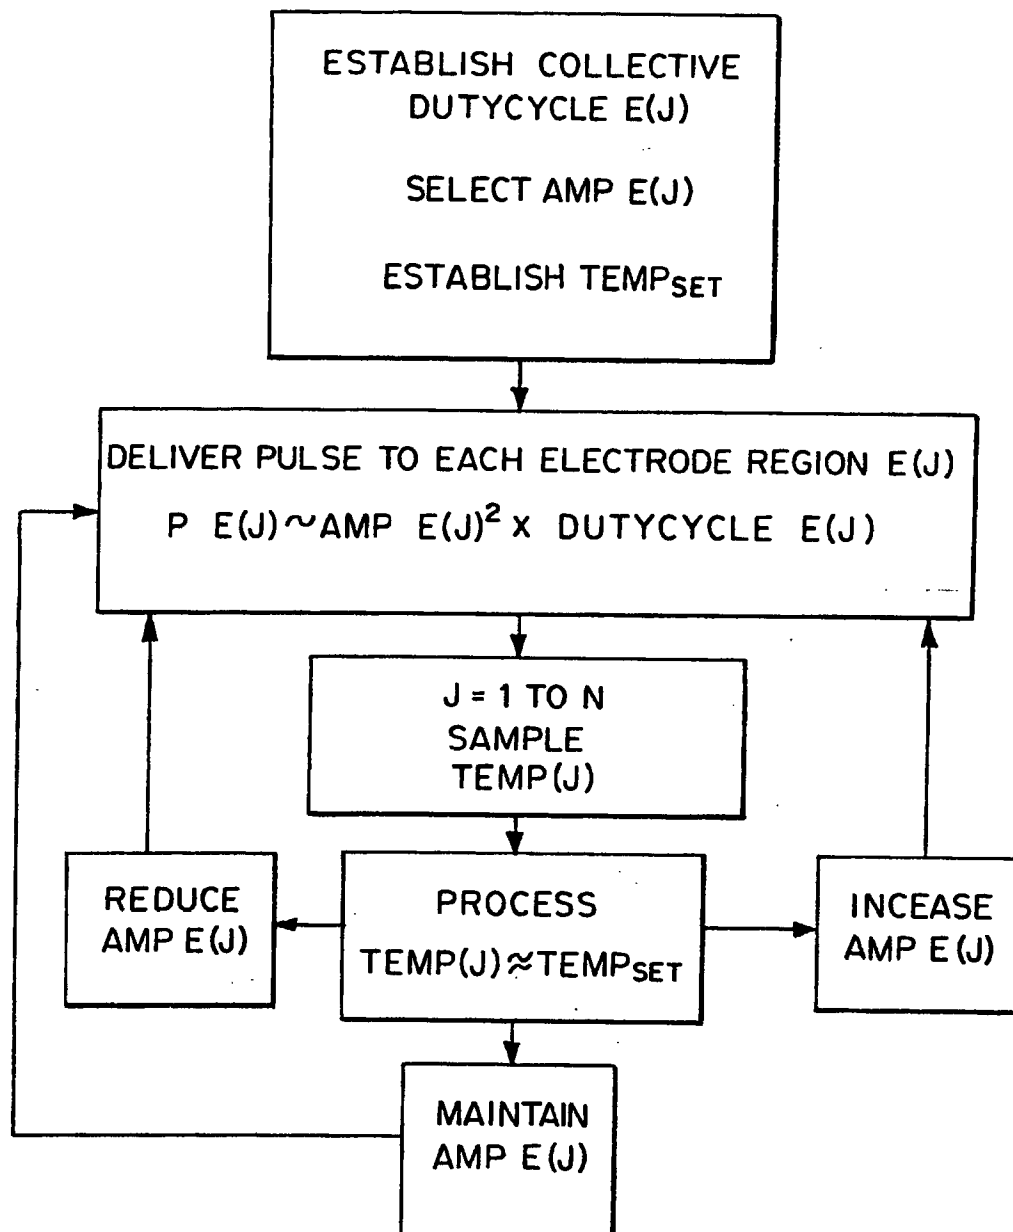 ESTABLISH COLLECTIVE
DUTYCYCLE E(J)
SELECT AMP E(J)
ESTABLISH TEMPSET
DELIVER PULSE TO EACH ELECTRODE REGION E(J)
P E(J)~AMP E(J)² X DUTYCYCLE E(J)
J = 1 TO N
SAMPLE
TEMP(J)
REDUCE
AMP E(J)
PROCESS
TEMP(J)≈TEMPSET
INCEASE
AMP E(J)
MAINTAIN
AMP E(J)